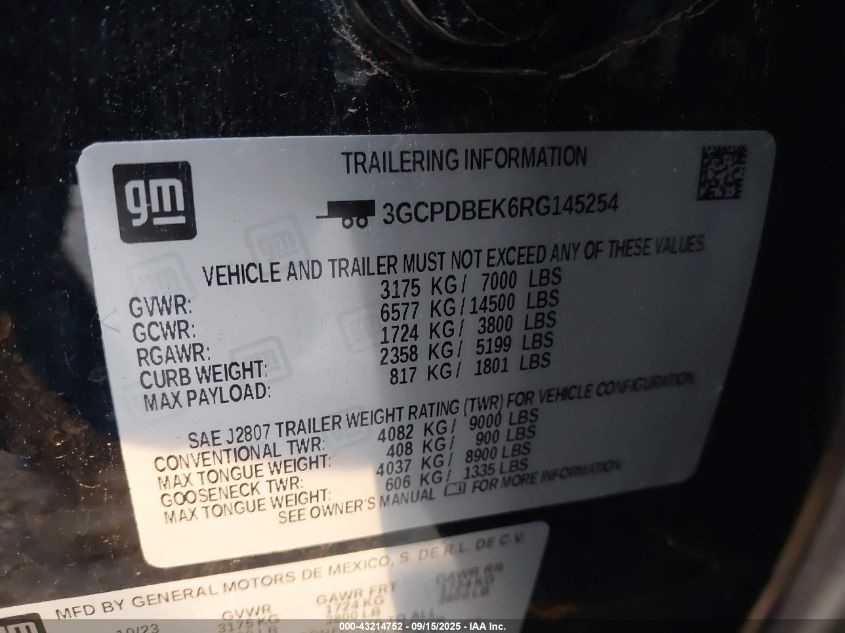 gm
TRAILERING INFORMATION
3GCPDBEK6RG145254
VEHICLE AND TRAILER MUST NOT EXCEED ANY OF THESE VALUES.
GVWR: 3175 KG/ 7000 LBS
GCWR: 6577 KG/14500 LBS
RGAWR: 1724 KG/ 3800 LBS
CURB WEIGHT: 2358 KG/ 5199 LBS
MAX PAYLOAD: 817 KG/ 1801 LBS
SAE J2807 TRAILER WEIGHT RATING (TWR) FOR VEHICLE CONFIGURATION.
CONVENTIONAL TWR: 4082 KG/ 9000 LBS
MAX TONGUE WEIGHT: 408 KG/ 900 LBS
GOOSENECK TWR: 4037 KG/ 8900 LBS
MAX TONGUE WEIGHT: 606 KG/ 1335 LBS
SEE OWNER'S MANUAL FOR MORE INFORMATION.
MFD BY GENERAL MOTORS DE MEXICO, S. DE R.L. DE C.V.
gm
10/23
GVWR GAWR FRT GAWR RR
3175 KG 1724 KG 1724 KG
3800 LB
000-43214752 - 09/15/2025 - IAA Inc.